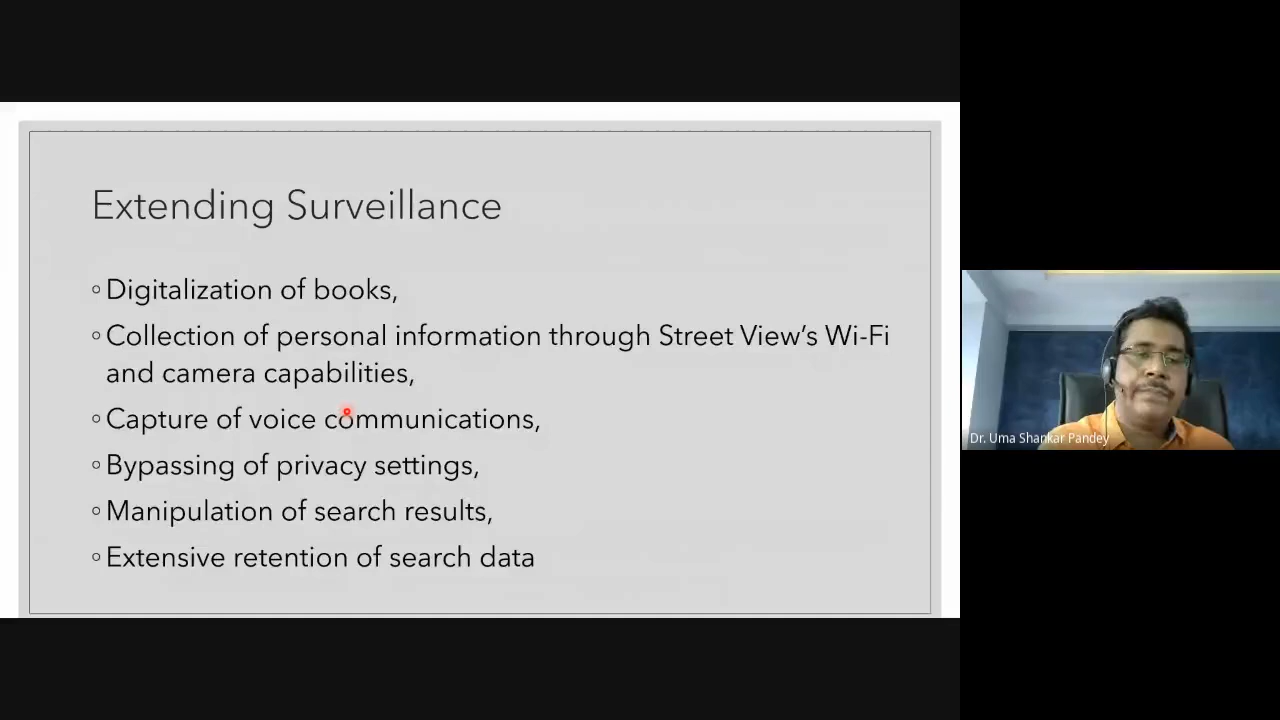 Extending Surveillance
◦ Digitalization of books,
◦ Collection of personal information through Street View’s Wi-Fi
and camera capabilities,
◦ Capture of voice communications,
◦ Bypassing of privacy settings,
◦ Manipulation of search results,
◦ Extensive retention of search data
Dr. Uma Shankar Pandey